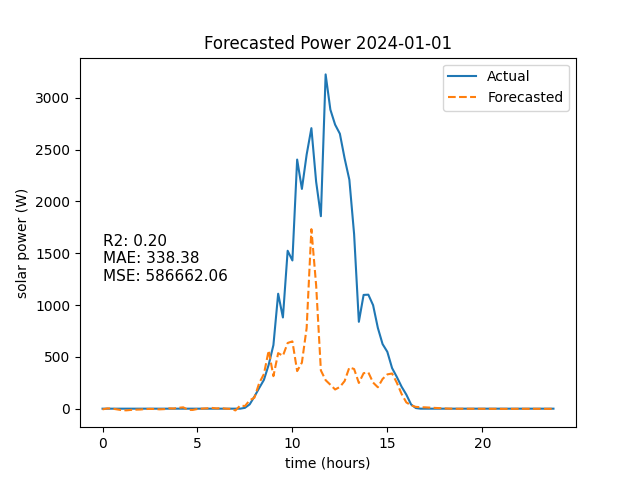 Forecasted Power 2024-01-01
Actual
Forecasted
R2: 0.20
MAE: 338.38
MSE: 586662.06
solar power (W)
3000
2500
2000
1500
1000
500
0
0 5 10 15 20
time (hours)